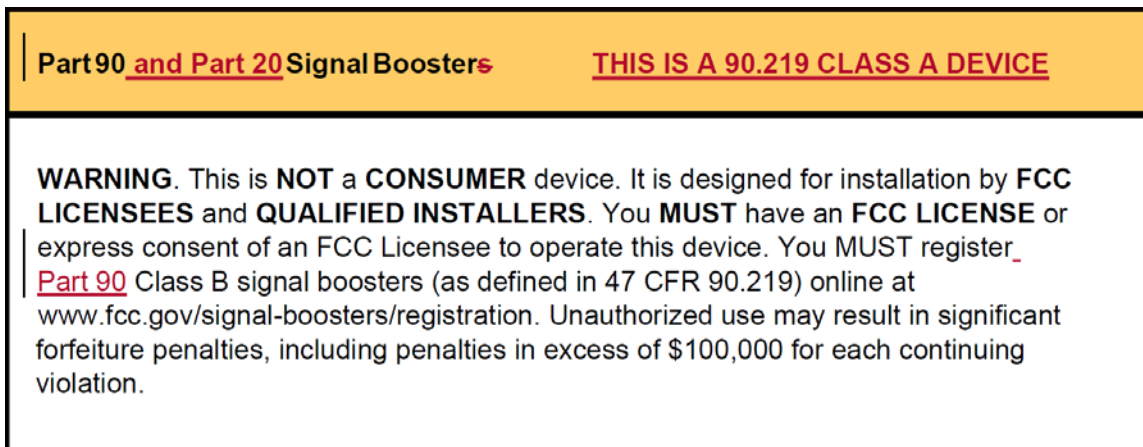 Part 90 and Part 20 Signal Boosters THIS IS A 90.219 CLASS A DEVICE
WARNING. This is NOT a CONSUMER device. It is designed for installation by FCC
LICENSEES and QUALIFIED INSTALLERS. You MUST have an FCC LICENSE or
express consent of an FCC Licensee to operate this device. You MUST register
Part 90 Class B signal boosters (as defined in 47 CFR 90.219) online at
www.fcc.gov/signal-boosters/registration. Unauthorized use may result in significant
forfeiture penalties, including penalties in excess of $100,000 for each continuing
violation.